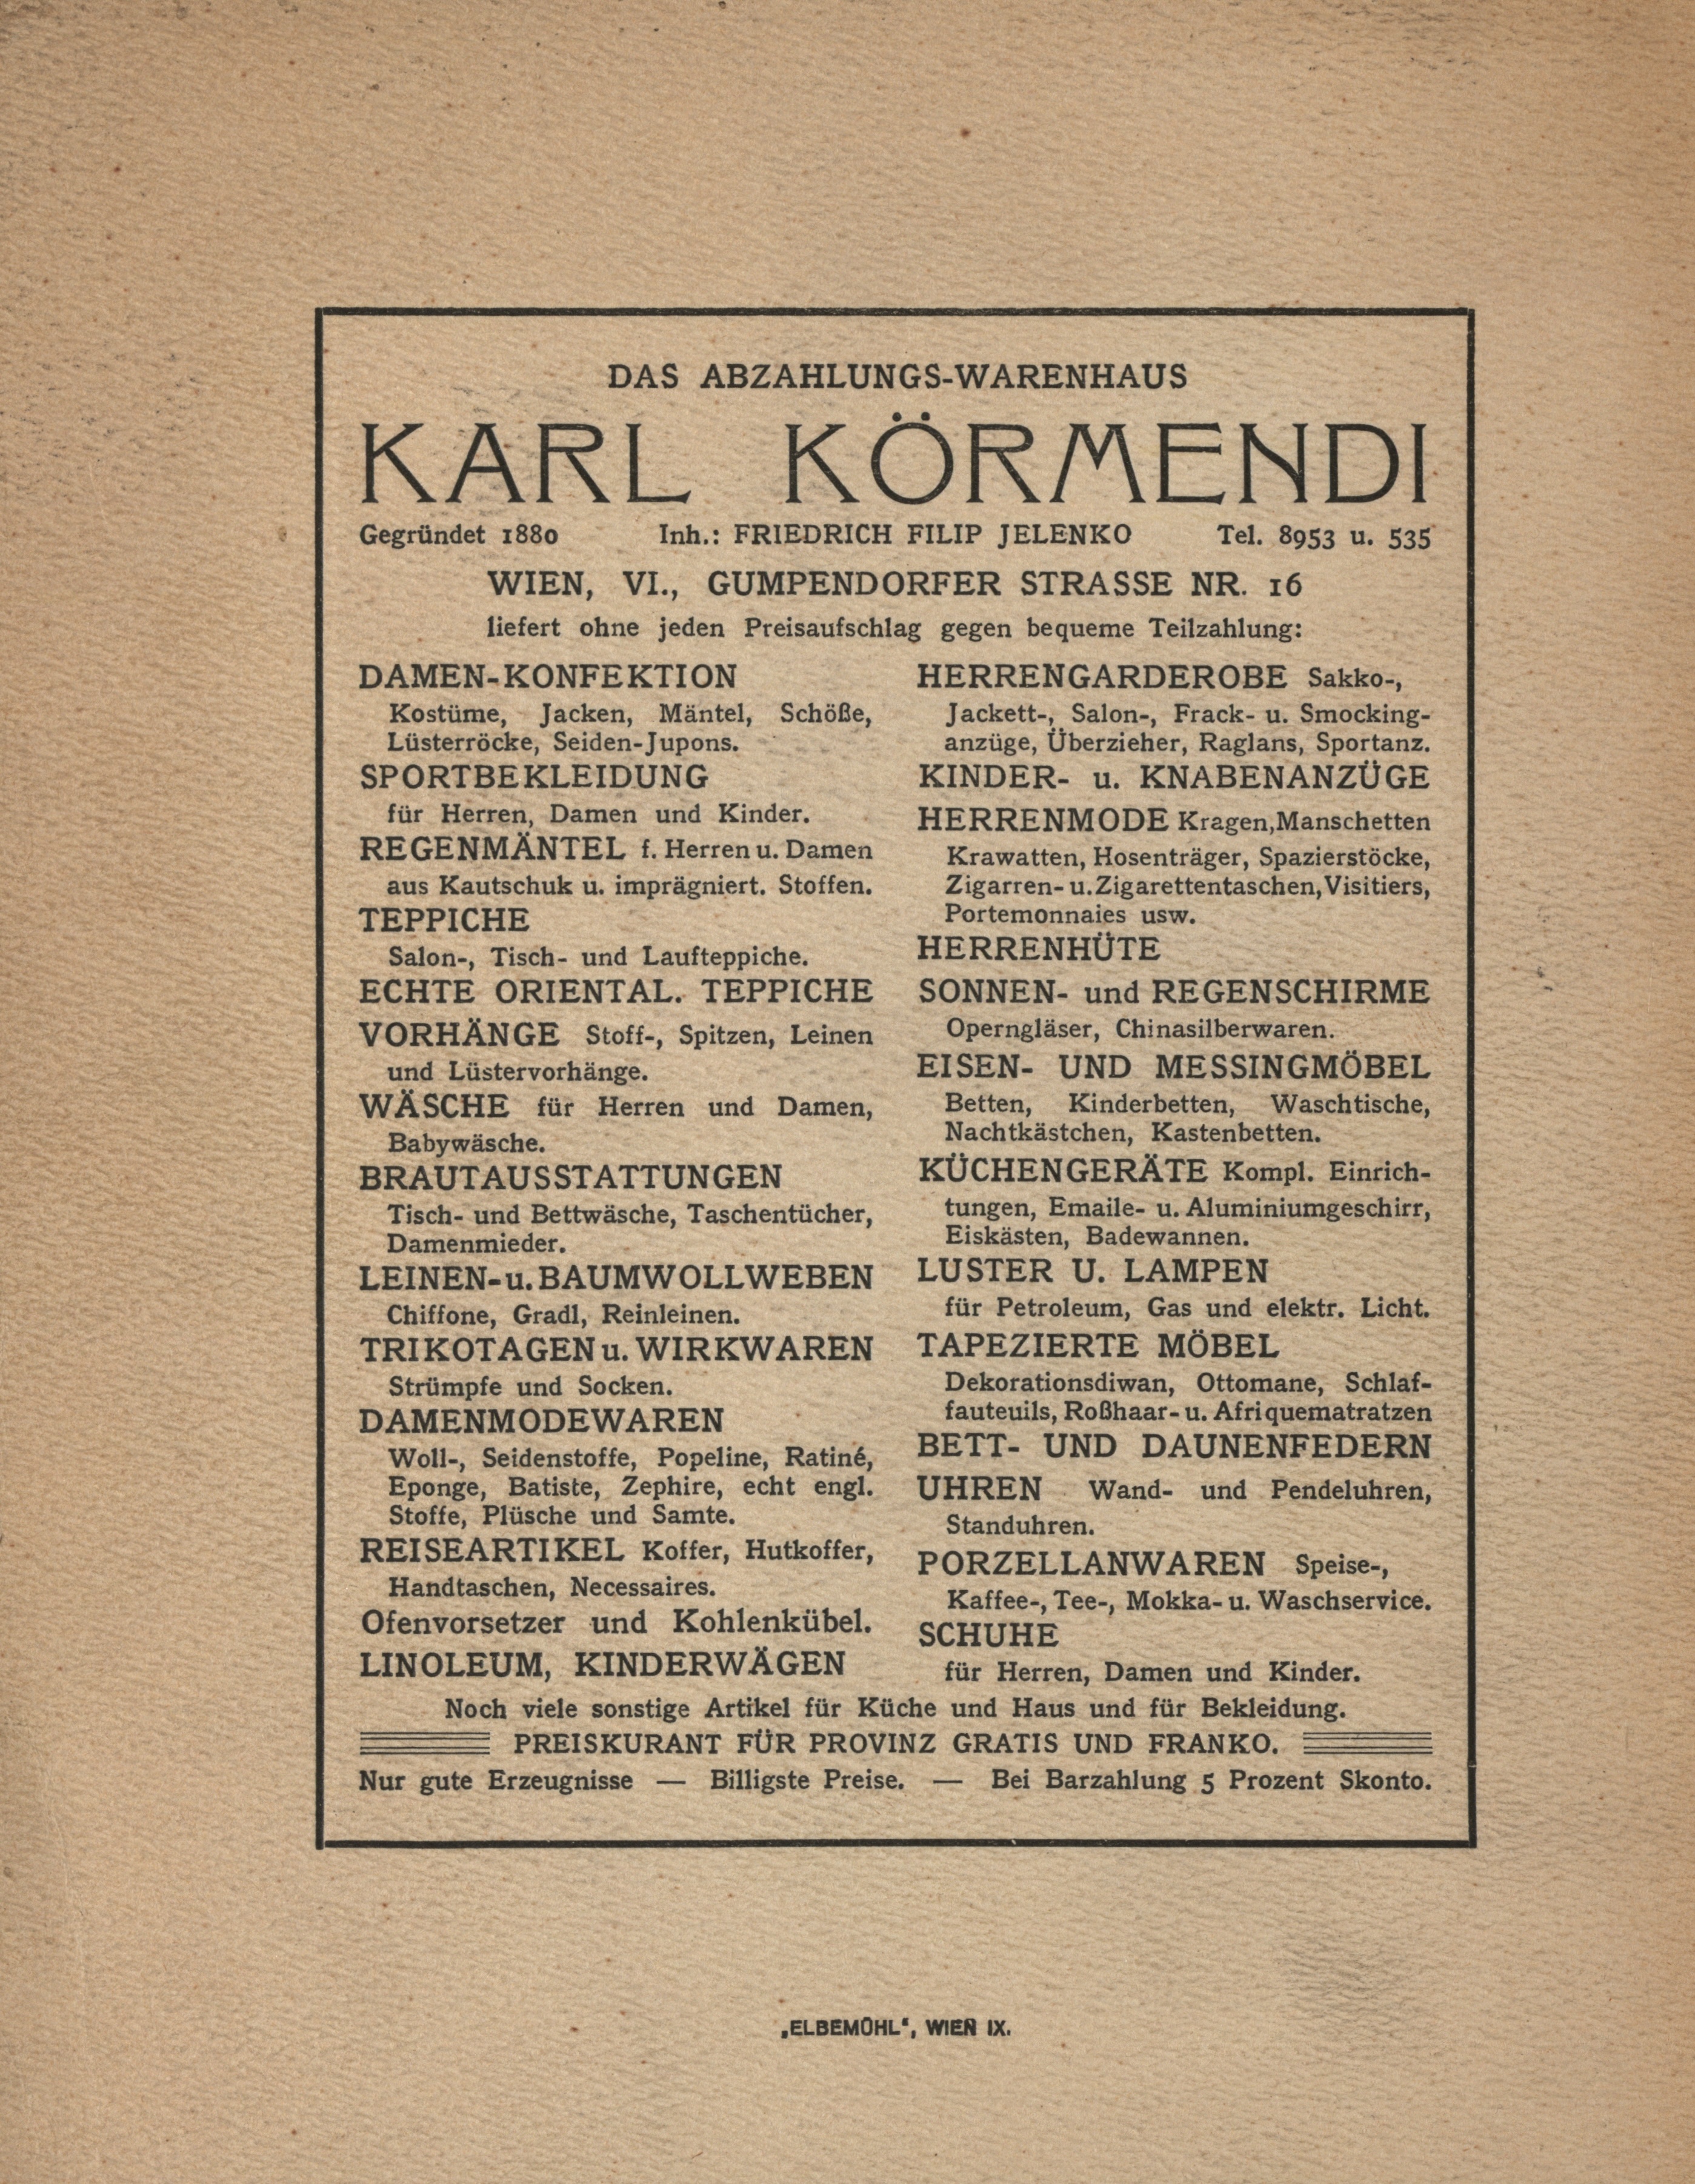 DAS ABZAHLUNGS-WARENHAUS
KARL KÖRMENDI
Gegründet 1880 Inh.: FRIEDRICH FILIP JELENKO Tel. 8953 u. 535
WIEN, VI., GUMPENDORFER STRASSE NR. 16
liefert ohne jeden Preisaufschlag gegen bequeme Teilzahlung:
DAMEN-KONFEKTION
Kostüme, Jacken, Mäntel, Schöße,
Lüsterröcke, Seiden-Jupons.
SPORTBEKLEIDUNG
für Herren, Damen und Kinder.
REGENMÄNTEL f. Herren u. Damen
aus Kautschuk u. imprägniert. Stoffen.
TEPPICHE
Salon-, Tisch- und Laufteppiche.
ECHTE ORIENTAL. TEPPICHE
VORHÄNGE Stoff-, Spitzen, Leinen
und Lüstervorhänge.
WÄSCHE für Herren und Damen,
Babywäsche.
BRAUTAUSSTATTUNGEN
Tisch- und Bettwäsche, Taschentücher,
Damenmieder.
LEINEN-u. BAUMWOLLWEBEN
Chiffone, Gradl, Reinleinen.
TRIKOTAGEN u. WIRKWAREN
Strümpfe und Socken.
DAMENMODEWAREN
Woll-, Seidenstoffe, Popeline, Ratiné,
Eponge, Batiste, Zephire, echt engl.
Stoffe, Plüsche und Samte.
REISEARTIKEL Koffer, Hutkoffer,
Handtaschen, Necessaires.
Ofenvorsetzer und Kohlenkübel.
LINOLEUM, KINDERWÄGEN
HERRENGARDEROBE Sakko-,
Jackett-, Salon-, Frack- u. Smocking-
anzüge, Überzieher, Raglans, Sportanz.
KINDER- u. KNABENANZÜGE
HERRENMODE Kragen, Manschetten
Krawatten, Hosenträger, Spazierstöcke,
Zigarren- u. Zigarettentaschen, Visitiers,
Portemonnaies usw.
HERRENHÜTE
SONNEN- und REGENSCHIRME
Operngläser, Chinasilberwaren.
EISEN- UND MESSINGMÖBEL
Betten, Kinderbetten, Waschtische,
Nachtkästchen, Kastenbetten.
KÜCHENGERÄTE Kompl. Einrich-
tungen, Emaile- u. Aluminiumgeschirr,
Eiskästen, Badewannen.
LUSTER U. LAMPEN
für Petroleum, Gas und elektr. Licht.
TAPEZIERTE MÖBEL
Dekorationsdiwan, Ottomane, Schlaf-
fauteuils, Roßhaar- u. Afriquematratzen
BETT- UND DAUNENFEDERN
UHREN Wand- und Pendeluhren,
Standuhren.
PORZELLANWAREN Speise-,
Kaffee-, Tee-, Mokka- u. Waschservice.
SCHUHE
für Herren, Damen und Kinder.
Noch viele sonstige Artikel für Küche und Haus und für Bekleidung.
PREISKURANT FÜR PROVINZ GRATIS UND FRANKO.
Nur gute Erzeugnisse — Billigste Preise. — Bei Barzahlung 5 Prozent Skonto.
„ELBEMÜHL“, WIEN IX.